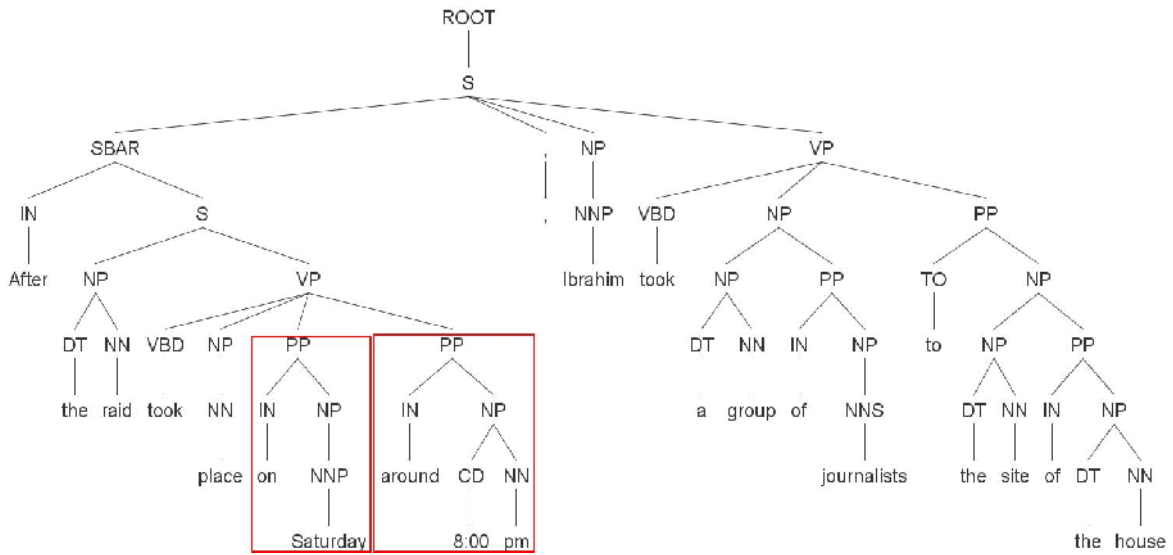 ROOT
S
SBAR , NP VP
IN S , NNP VBD NP PP
After NP VP Ibrahim took NP PP TO NP
DT NN VBD NP PP PP DT NN IN NP to NP PP
the raid took NN IN NP IN NP a group of NNS DT NN IN NP
place on NNP around CD NN journalists the site of DT NN
Saturday 8:00 pm the house